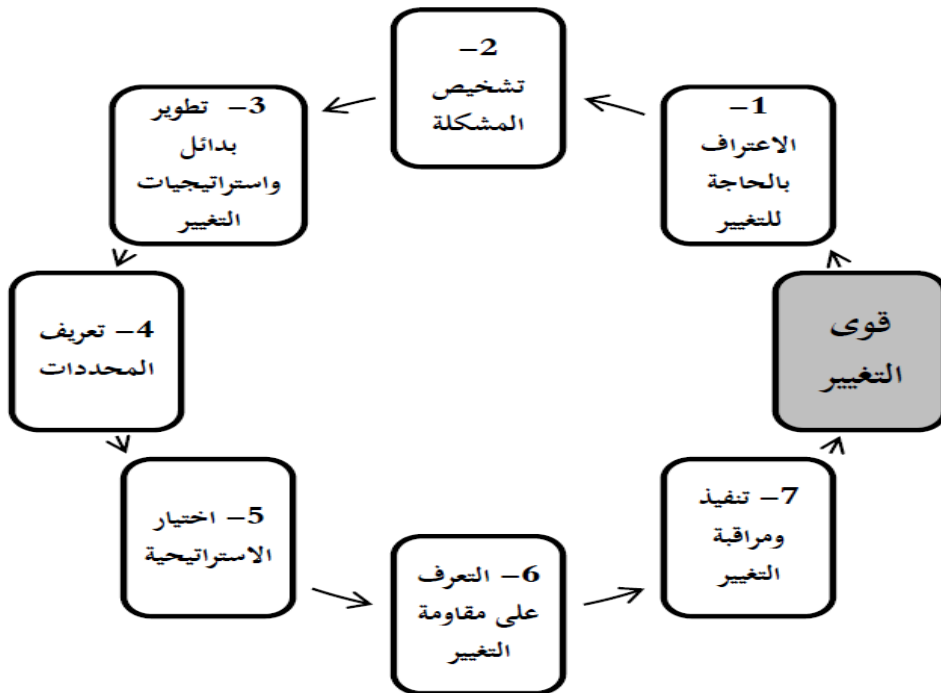 قوى
التغيير
1–
الاعتراف
بالحاجة
للتغيير
2–
تشخيص
المشكلة
3– تطوير
بدائل
واستراتيجيات
التغيير
4– تعريف
المحددات
5– اختيار
الاستراتيحية
6– التعرف
على مقاومة
التغيير
7– تنفيذ
ومراقبة
التغيير